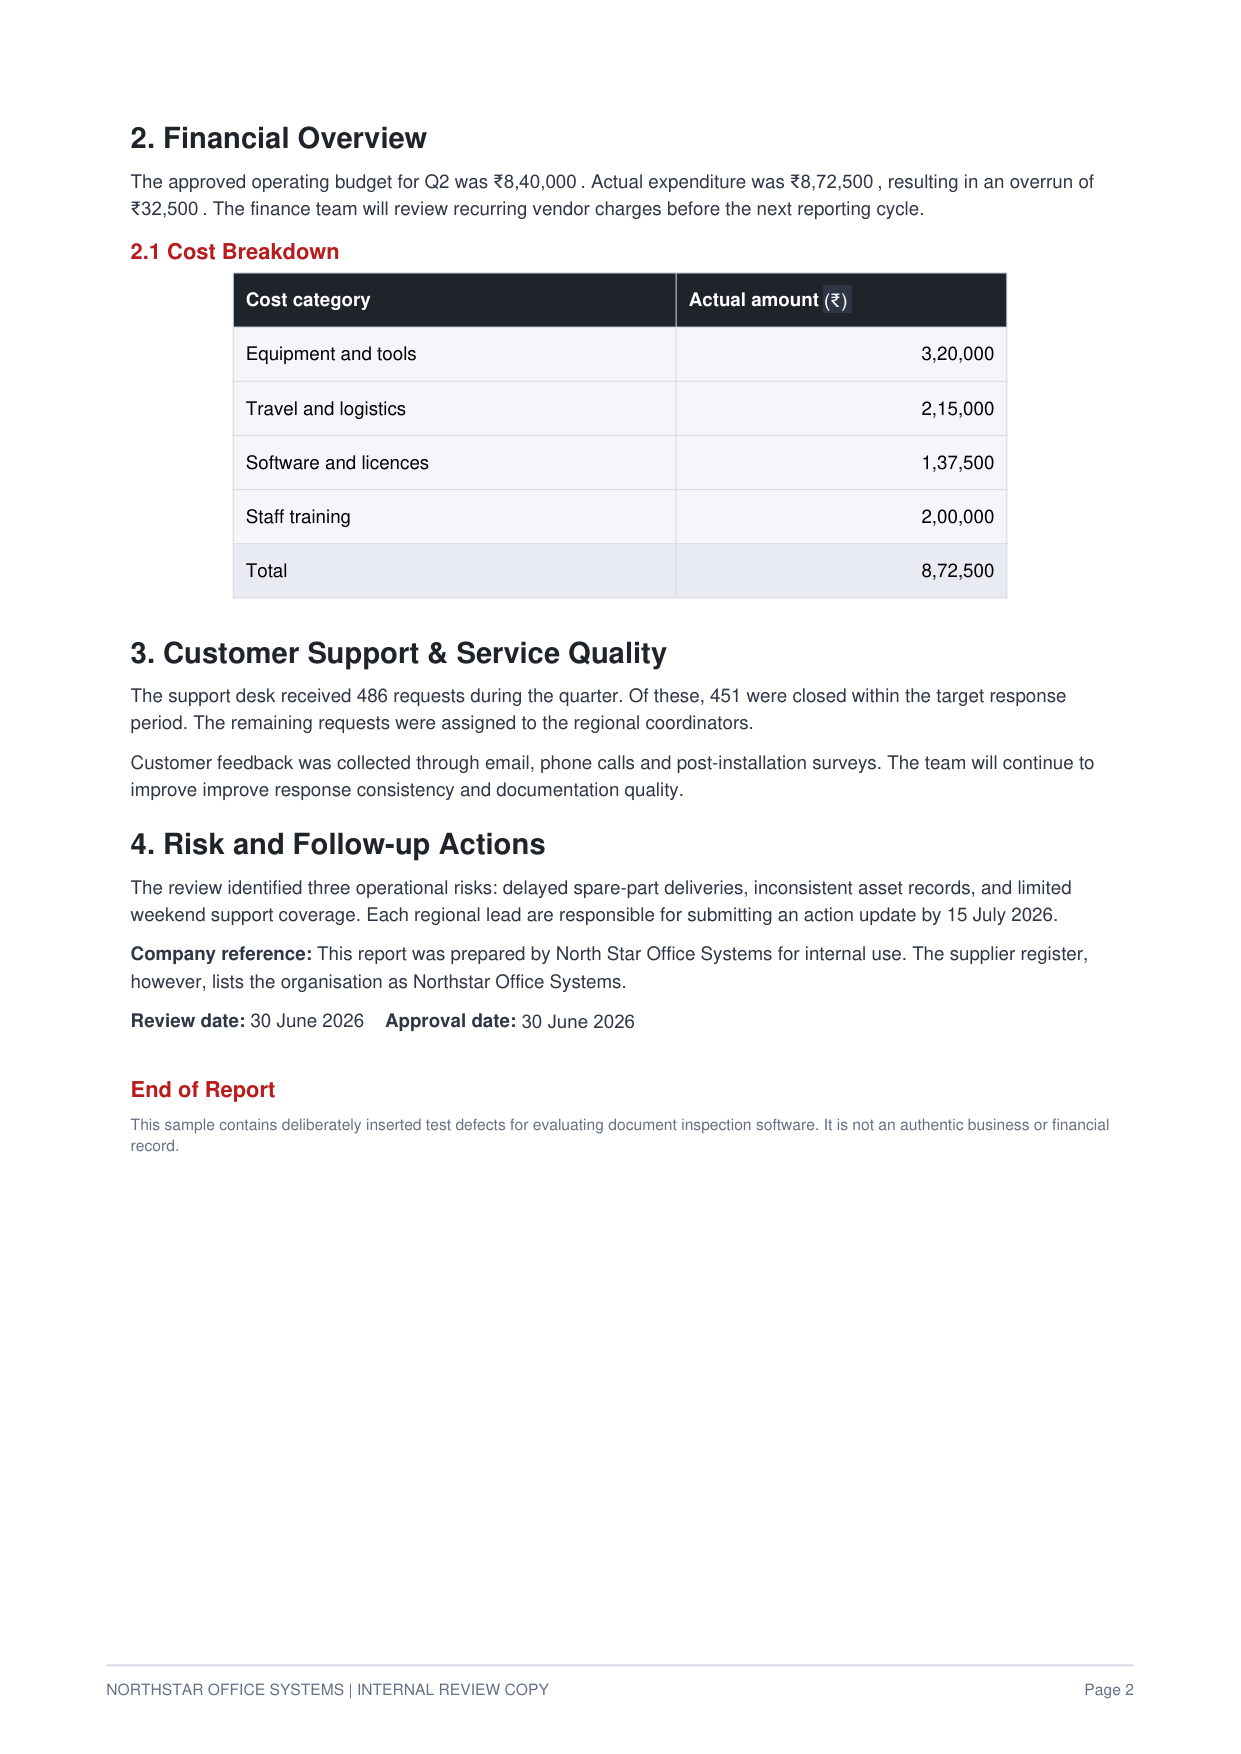 2. Financial Overview
The approved operating budget for Q2 was ₹8,40,000 . Actual expenditure was ₹8,72,500 , resulting in an overrun of
₹32,500 . The finance team will review recurring vendor charges before the next reporting cycle.
2.1 Cost Breakdown
Cost category Actual amount (₹)
Equipment and tools 3,20,000
Travel and logistics 2,15,000
Software and licences 1,37,500
Staff training 2,00,000
Total 8,72,500
3. Customer Support & Service Quality
The support desk received 486 requests during the quarter. Of these, 451 were closed within the target response
period. The remaining requests were assigned to the regional coordinators.
Customer feedback was collected through email, phone calls and post-installation surveys. The team will continue to
improve improve response consistency and documentation quality.
4. Risk and Follow-up Actions
The review identified three operational risks: delayed spare-part deliveries, inconsistent asset records, and limited
weekend support coverage. Each regional lead are responsible for submitting an action update by 15 July 2026.
Company reference: This report was prepared by North Star Office Systems for internal use. The supplier register,
however, lists the organisation as Northstar Office Systems.
Review date: 30 June 2026 Approval date: 30 June 2026
End of Report
This sample contains deliberately inserted test defects for evaluating document inspection software. It is not an authentic business or financial
record.
NORTHSTAR OFFICE SYSTEMS | INTERNAL REVIEW COPY Page 2